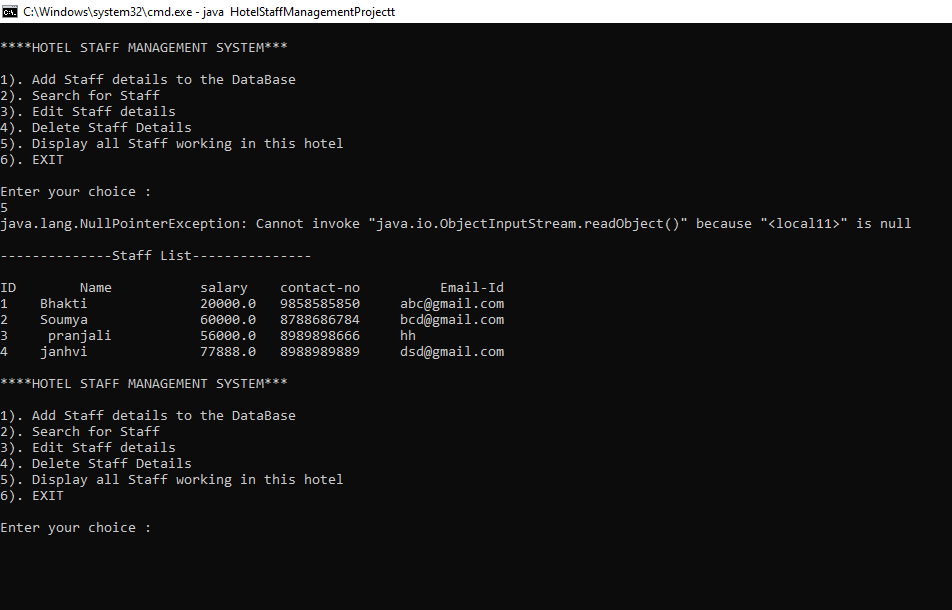 C:\Windows\system32\cmd.exe - java HotelStaffManagementProjectt
****HOTEL STAFF MANAGEMENT SYSTEM***
1). Add Staff details to the DataBase
2). Search for Staff
3). Edit Staff details
4). Delete Staff Details
5). Display all Staff working in this hotel
6). EXIT
Enter your choice :
5
java.lang.NullPointerException: Cannot invoke "java.io.ObjectInputStream.readObject()" because "<local11>" is null
--------------Staff List---------------
ID        Name           salary    contact-no          Email-Id
1    Bhakti              20000.0   9858585850     abc@gmail.com
2    Soumya              60000.0   8788686784     bcd@gmail.com
3     pranjali           56000.0   8989898666     hh
4    janhvi              77888.0   8988989889     dsd@gmail.com
****HOTEL STAFF MANAGEMENT SYSTEM***
1). Add Staff details to the DataBase
2). Search for Staff
3). Edit Staff details
4). Delete Staff Details
5). Display all Staff working in this hotel
6). EXIT
Enter your choice :